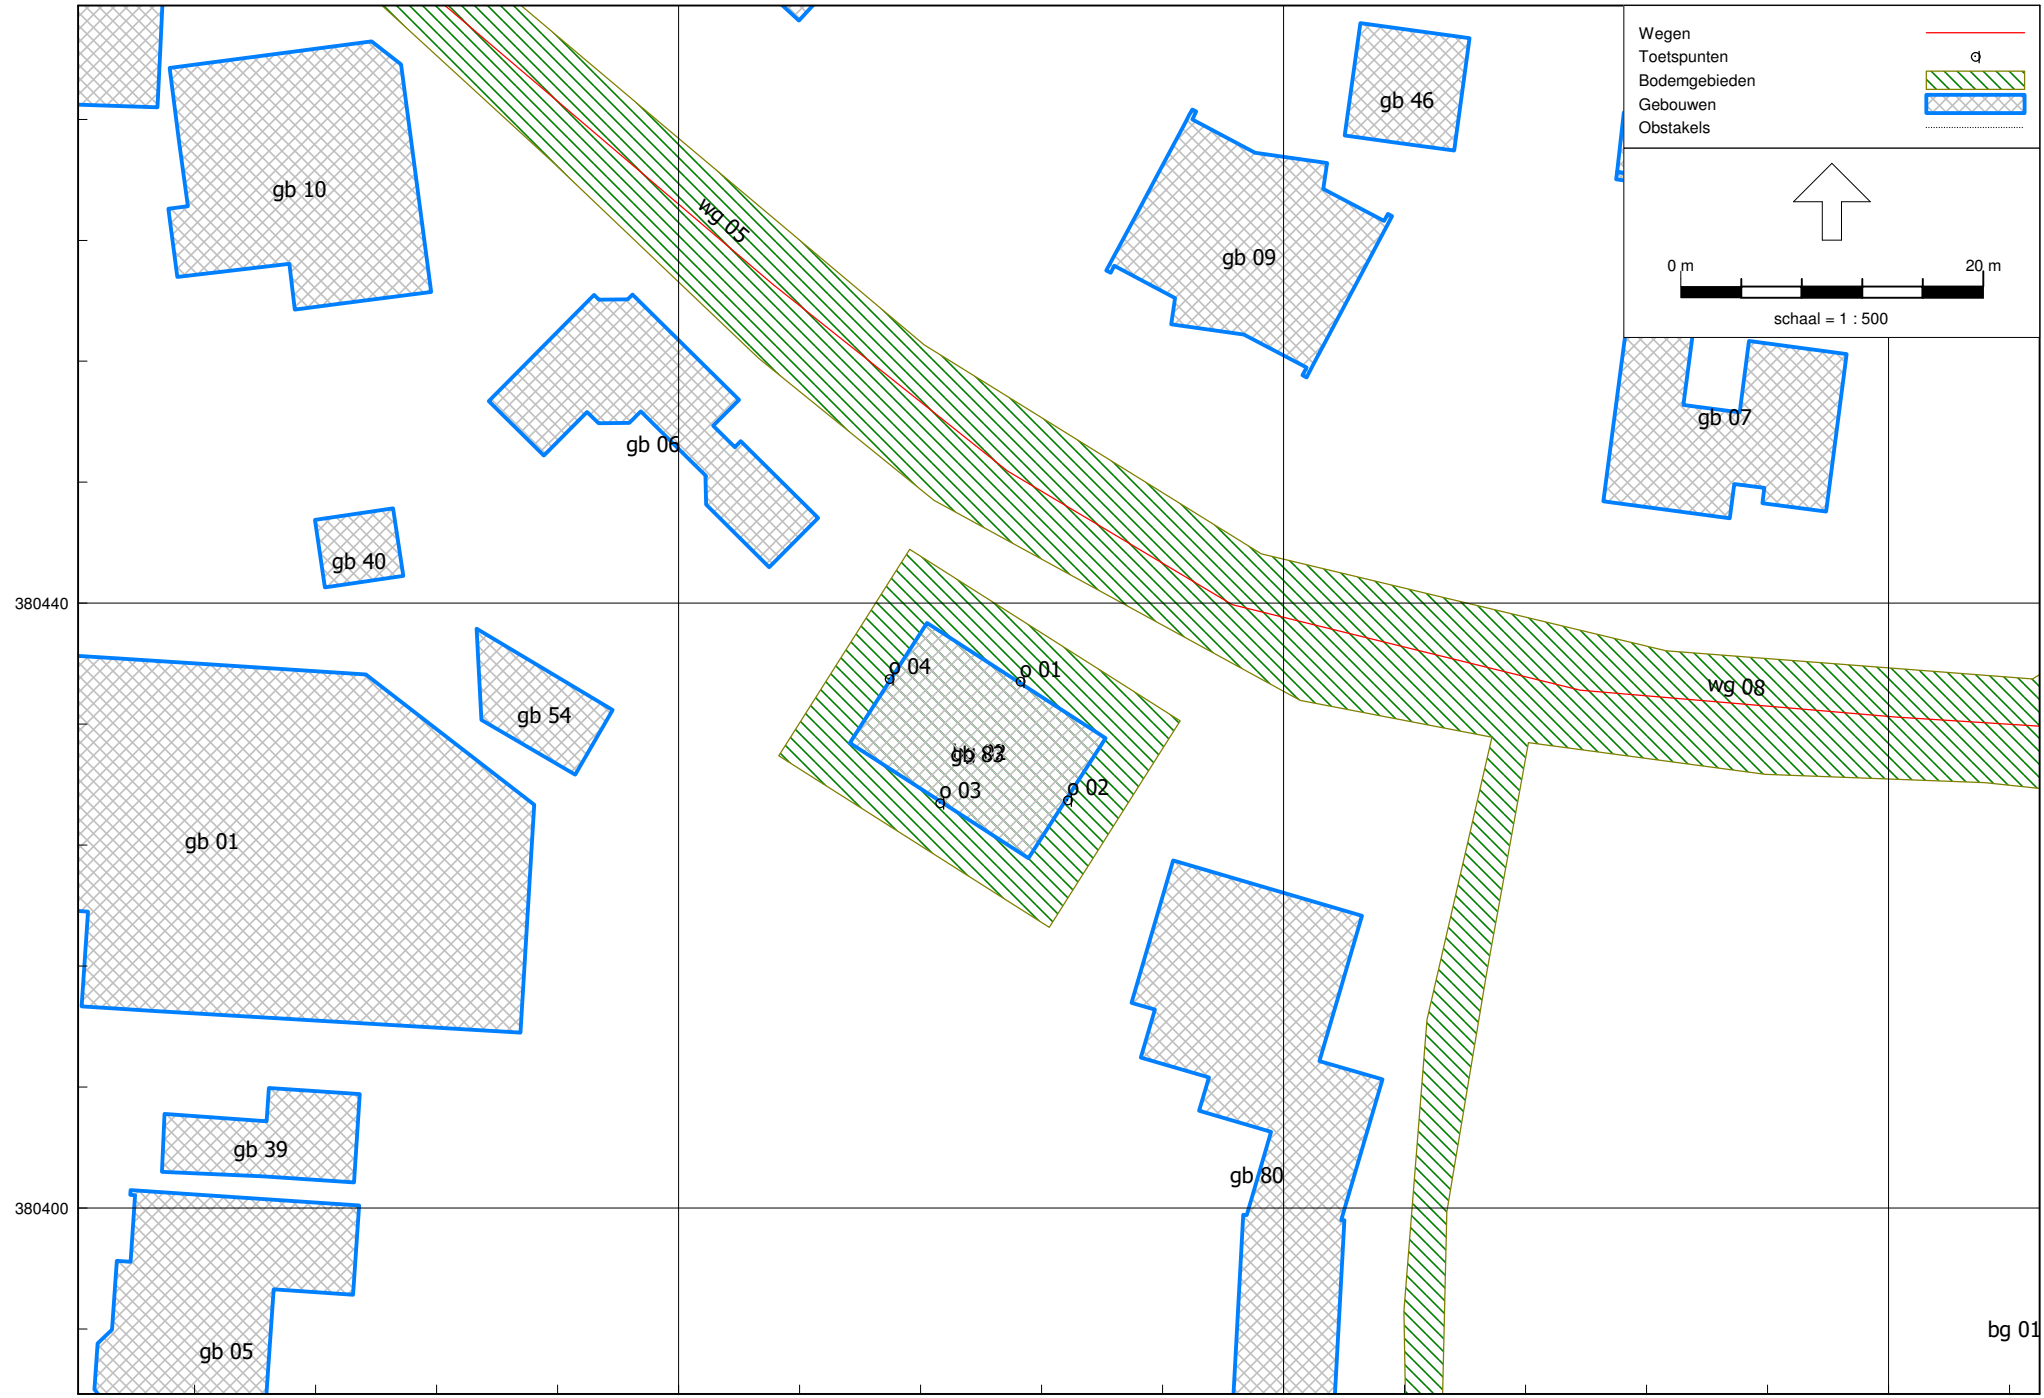 Wegen
Toetspunten
Bodemgebieden
Gebouwen
Obstakels
0 m 20 m
schaal = 1 : 500
gb 46
gb 10
wg 05
gb 09
gb 07
gb 06
gb 40
380440
o 04
o 01
wg 08
gb 54
gb 83
o 03
o 02
gb 01
gb 39
gb 80
380400
gb 05
bg 01